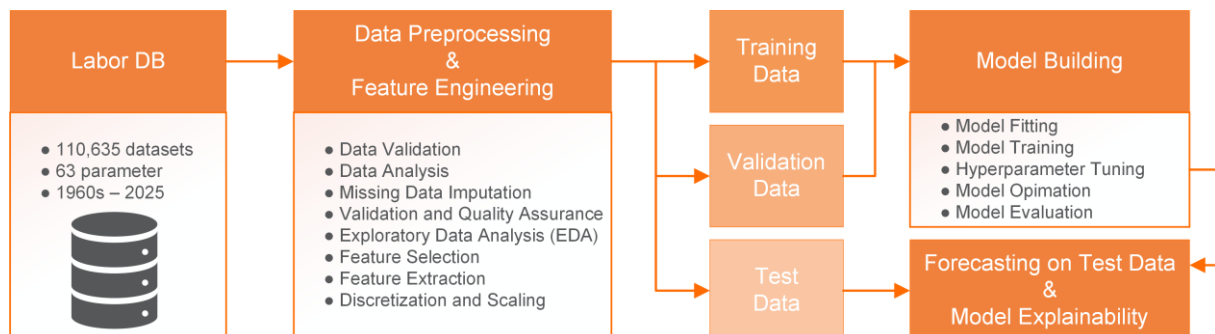 Labor DB
● 110,635 datasets
● 63 parameter
● 1960s – 2025
Data Preprocessing
&
Feature Engineering
● Data Validation
● Data Analysis
● Missing Data Imputation
● Validation and Quality Assurance
● Exploratory Data Analysis (EDA)
● Feature Selection
● Feature Extraction
● Discretization and Scaling
Training
Data
Validation
Data
Test
Data
Model Building
● Model Fitting
● Model Training
● Hyperparameter Tuning
● Model Opimation
● Model Evaluation
Forecasting on Test Data
&
Model Explainability